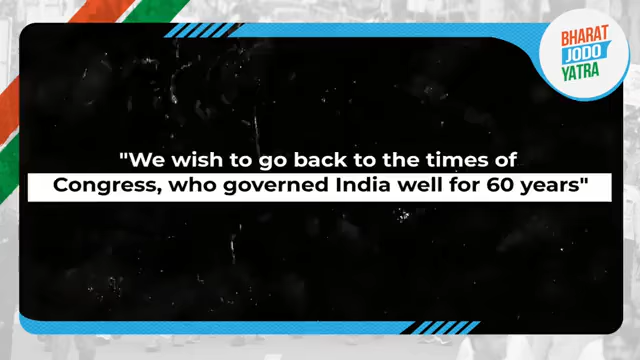 BHARAT
JODO
YATRA
"We wish to go back to the times of
Congress, who governed India well for 60 years"